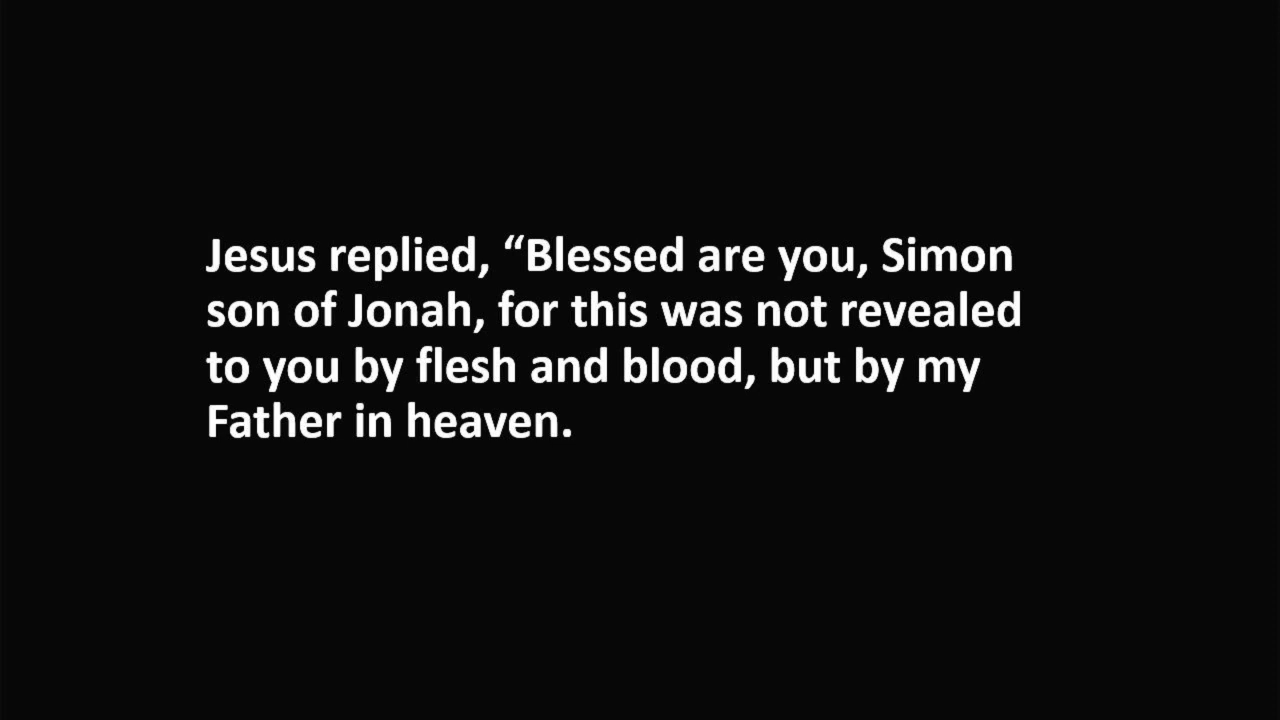 Jesus replied, “Blessed are you, Simon
son of Jonah, for this was not revealed
to you by flesh and blood, but by my
Father in heaven.